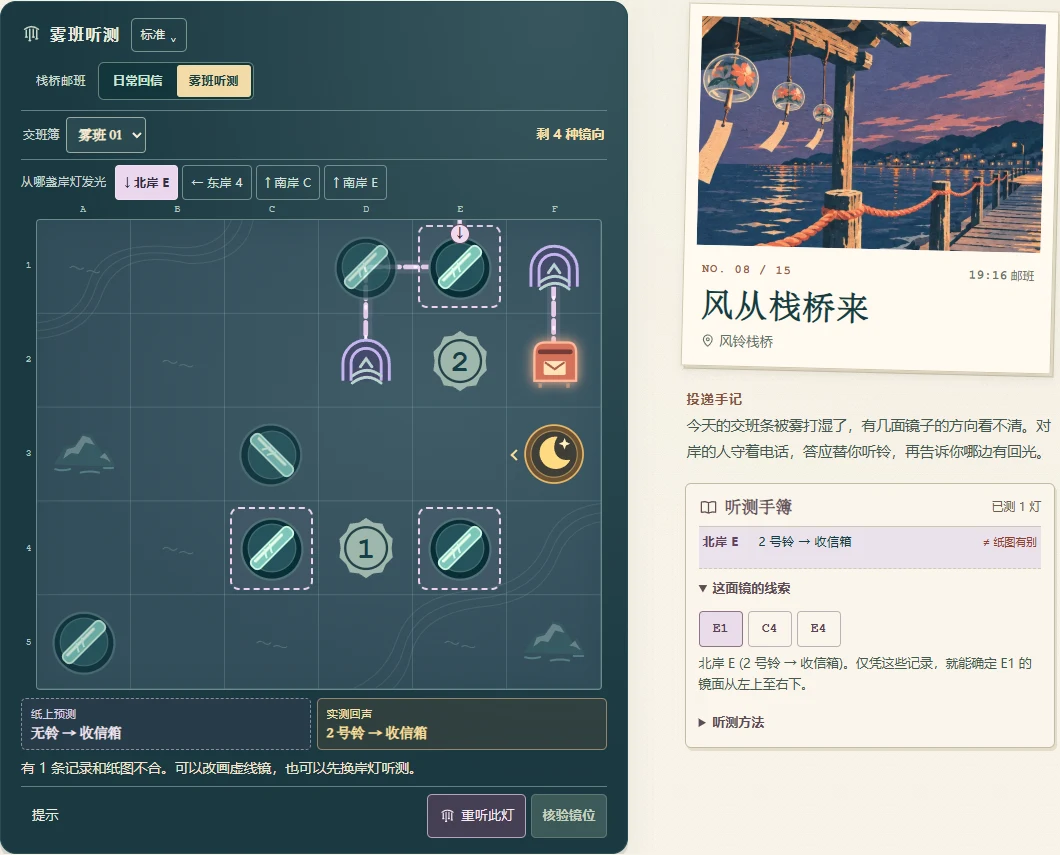 雾班听测 标准
栈桥邮班 日常回信 雾班听测
交班簿 雾班 01 剩 4 种镜向
从哪盏岸灯发光 ↓北岸 E ←东岸 4 ↑南岸 C ↑南岸 E
A B C D E F
1
2 2
3
4 1
5
纸上预测
无铃 → 收信箱
实测回声
2 号铃 → 收信箱
有 1 条记录和纸图不合。可以改画虚线镜，也可以先换岸灯听测。
提示 重听此灯 核验镜位
NO. 08 / 15 19:16 邮班
风从栈桥来
风铃栈桥
投递手记
今天的交班条被雾打湿了，有几面镜子的方向看不清。对
岸的人守着电话，答应替你听铃，再告诉你哪边有回光。
听测手簿 已测 1 灯
北岸 E 2 号铃 → 收信箱 ≠ 纸图有别
▼ 这面镜的线索
E1 C4 E4
北岸 E (2 号铃 → 收信箱)。仅凭这些记录，就能确定 E1 的
镜面从左上至右下。
▶ 听测方法